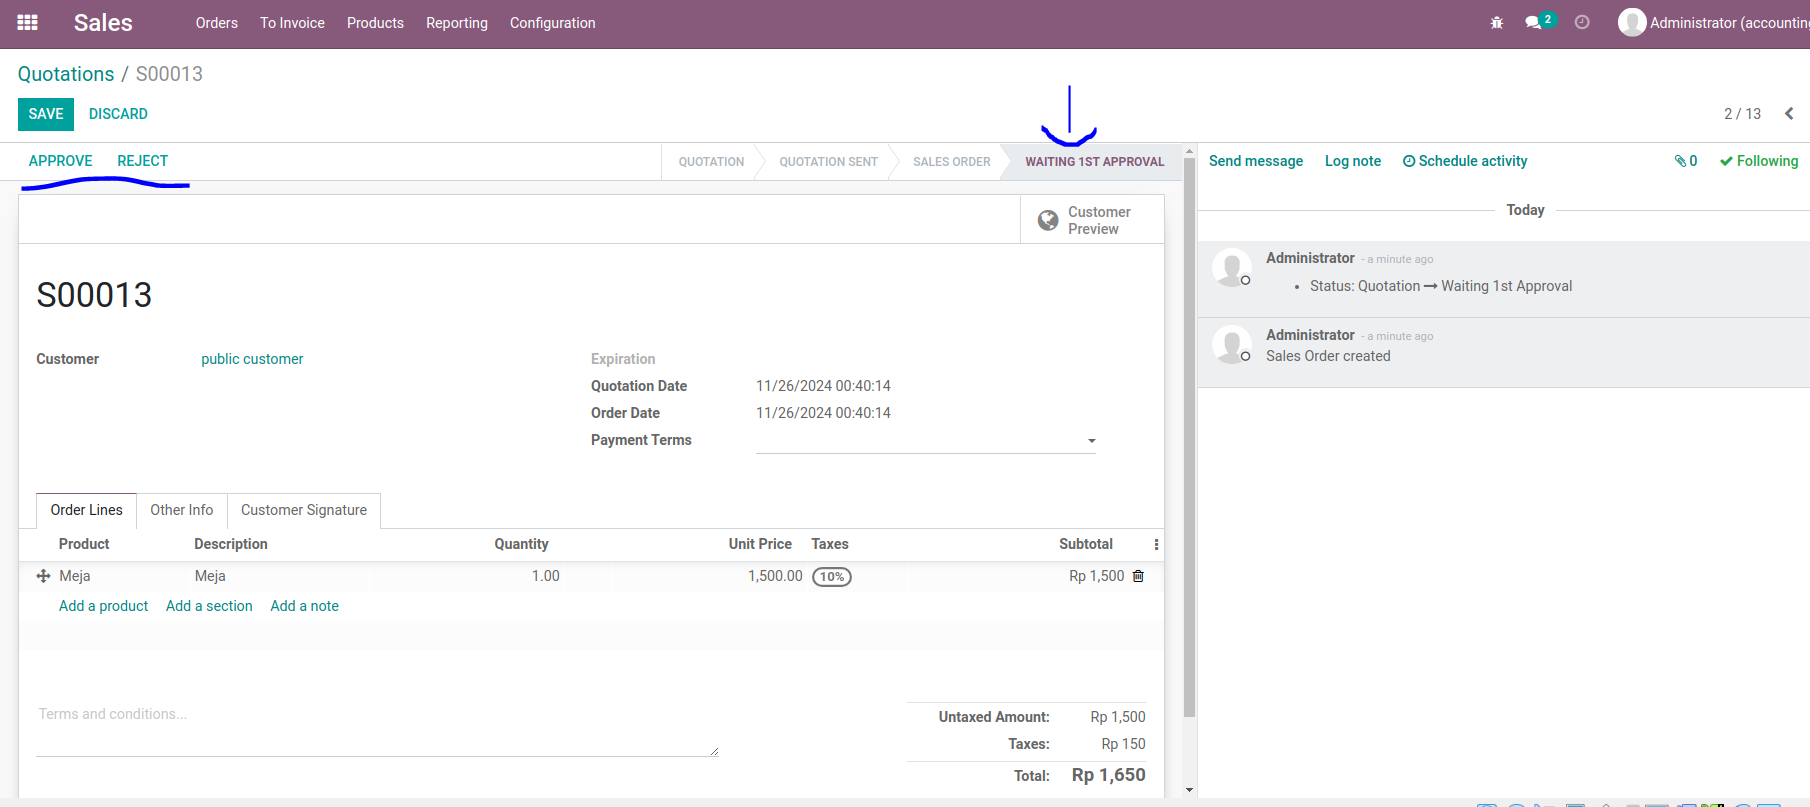 Sales Orders To Invoice Products Reporting Configuration 2 Administrator (accounting
Quotations / S00013
SAVE DISCARD 2 / 13
APPROVE REJECT QUOTATION QUOTATION SENT SALES ORDER WAITING 1ST APPROVAL Send message Log note Schedule activity 0 Following
Customer
Preview
Today
S00013
Administrator - a minute ago
• Status: Quotation → Waiting 1st Approval
Administrator - a minute ago
Sales Order created
Customer public customer Expiration
Quotation Date 11/26/2024 00:40:14
Order Date 11/26/2024 00:40:14
Payment Terms
Order Lines Other Info Customer Signature
Product Description Quantity Unit Price Taxes Subtotal
Meja Meja 1.00 1,500.00 10% Rp 1,500
Add a product Add a section Add a note
Terms and conditions...
Untaxed Amount: Rp 1,500
Taxes: Rp 150
Total: Rp 1,650